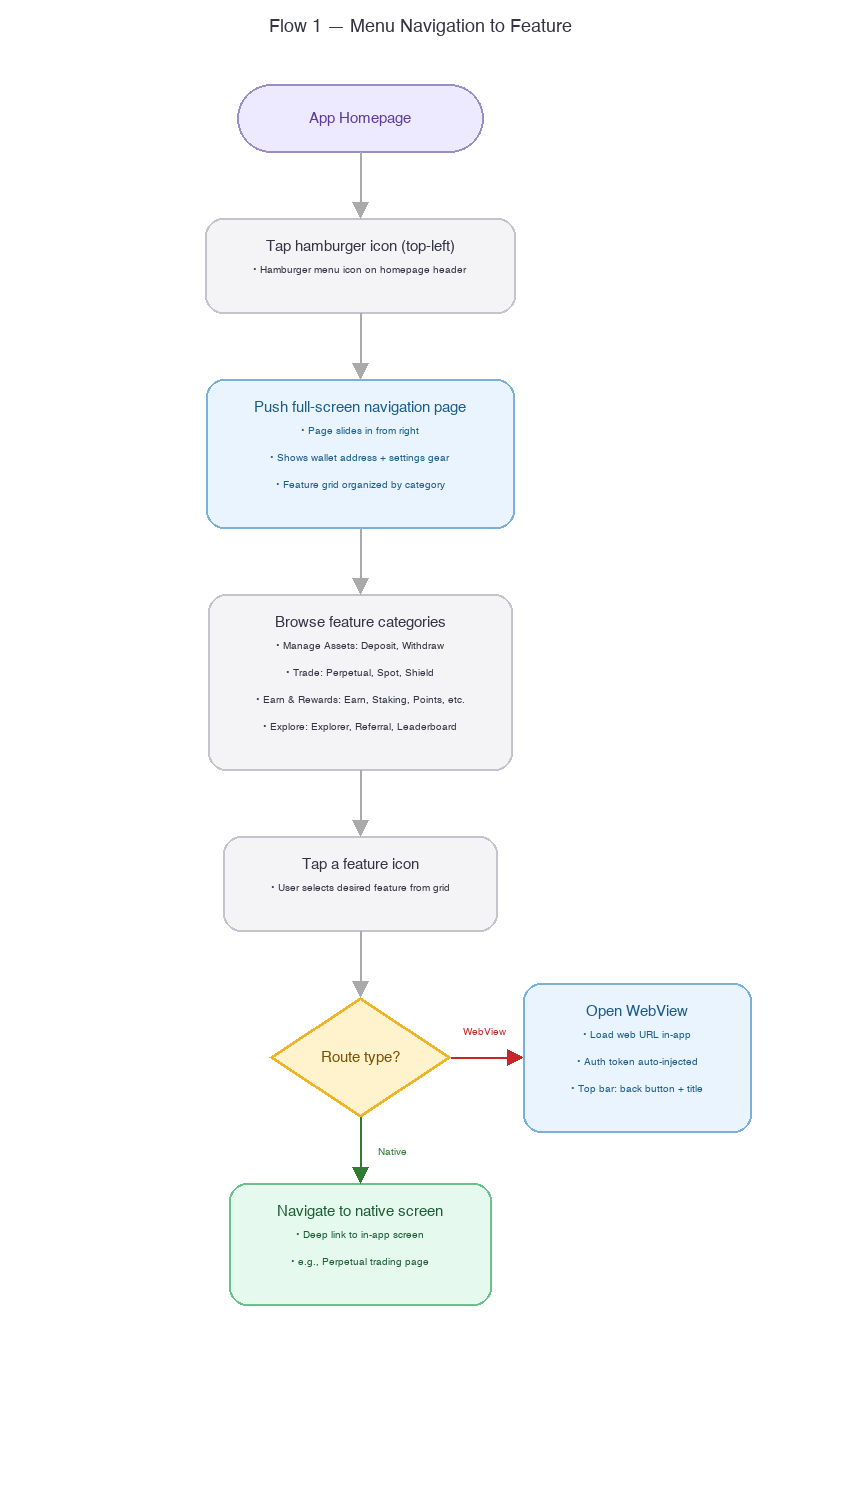 Flow 1 — Menu Navigation to Feature
App Homepage
Tap hamburger icon (top-left)
• Hamburger menu icon on homepage header
Push full-screen navigation page
• Page slides in from right
• Shows wallet address + settings gear
• Feature grid organized by category
Browse feature categories
• Manage Assets: Deposit, Withdraw
• Trade: Perpetual, Spot, Shield
• Earn & Rewards: Earn, Staking, Points, etc.
• Explore: Explorer, Referral, Leaderboard
Tap a feature icon
• User selects desired feature from grid
Route type?
WebView
Open WebView
• Load web URL in-app
• Auth token auto-injected
• Top bar: back button + title
Native
Navigate to native screen
• Deep link to in-app screen
• e.g., Perpetual trading page